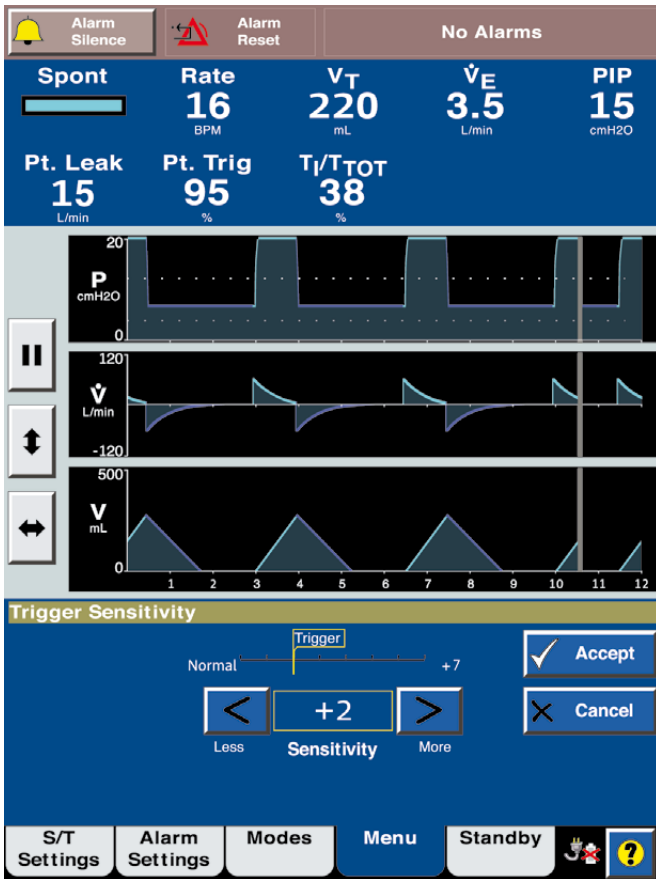 Alarm Silence
Alarm Reset
No Alarms
Spont
Rate
VT
V̇E
PIP
16
220
3.5
15
BPM
mL
L/min
cmH2O
Pt. Leak
Pt. Trig
TI/TTOT
15
95
38
L/min
%
%
20
P
cmH2O
0
120
V̇
L/min
-120
500
V
mL
0
1 2 3 4 5 6 7 8 9 10 11 12
Trigger Sensitivity
Trigger
Normal
+7
Accept
< +2 >
Cancel
Less
Sensitivity
More
S/T Settings
Alarm Settings
Modes
Menu
Standby
?